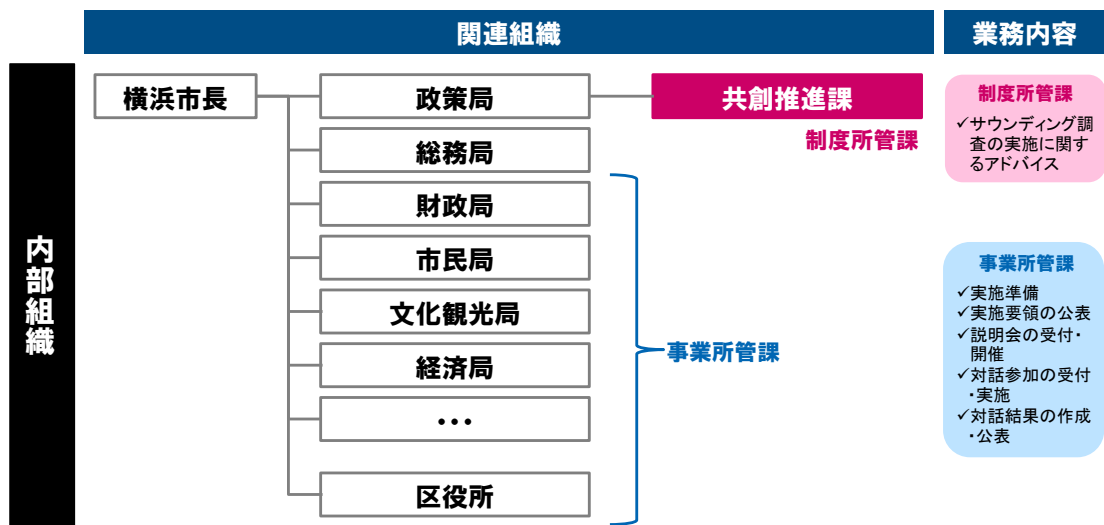 関連組織
業務内容
内部組織
横浜市長
政策局
共創推進課
制度所管課
総務局
財政局
市民局
文化観光局
経済局
・・・
区役所
事業所管課
制度所管課
✓サウンディング調
査の実施に関す
るアドバイス
事業所管課
✓実施準備
✓実施要領の公表
✓説明会の受付・
開催
✓対話参加の受付
・実施
✓対話結果の作成
・公表